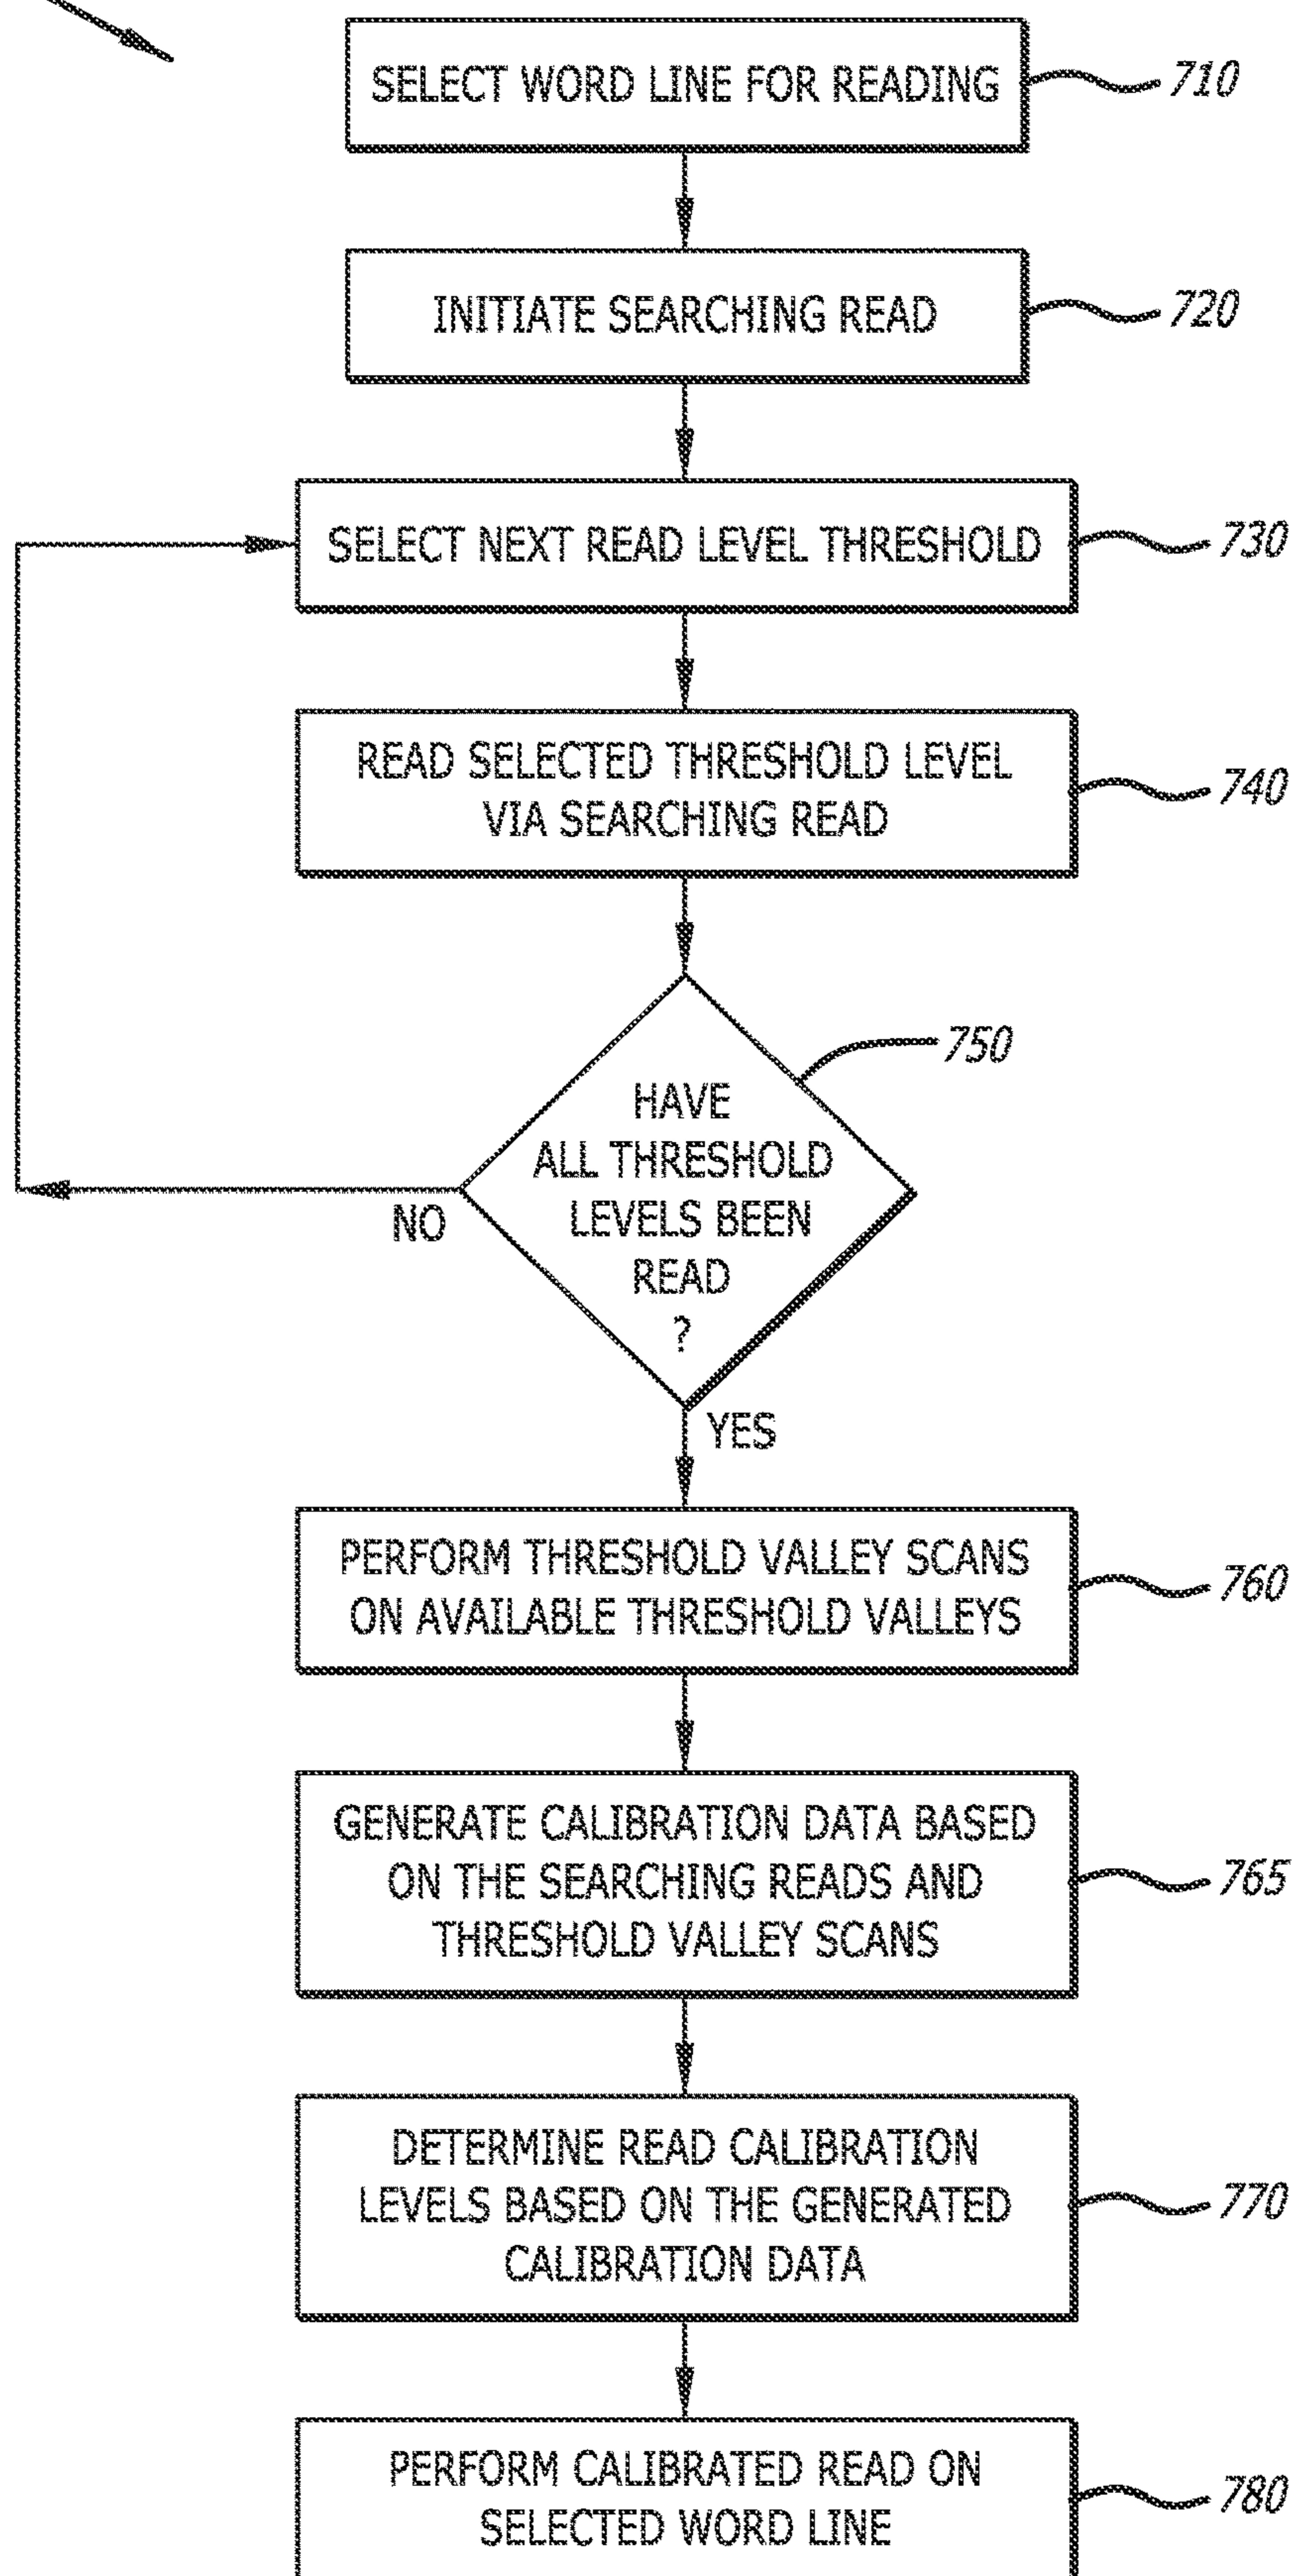 SELECT WORD LINE FOR READING
710
INITIATE SEARCHING READ
720
SELECT NEXT READ LEVEL THRESHOLD
730
READ SELECTED THRESHOLD LEVEL
VIA SEARCHING READ
740
750
HAVE
ALL THRESHOLD
LEVELS BEEN
READ
?
NO
YES
PERFORM THRESHOLD VALLEY SCANS
ON AVAILABLE THRESHOLD VALLEYS
760
GENERATE CALIBRATION DATA BASED
ON THE SEARCHING READS AND
THRESHOLD VALLEY SCANS
765
DETERMINE READ CALIBRATION
LEVELS BASED ON THE GENERATED
CALIBRATION DATA
770
PERFORM CALIBRATED READ ON
SELECTED WORD LINE
780